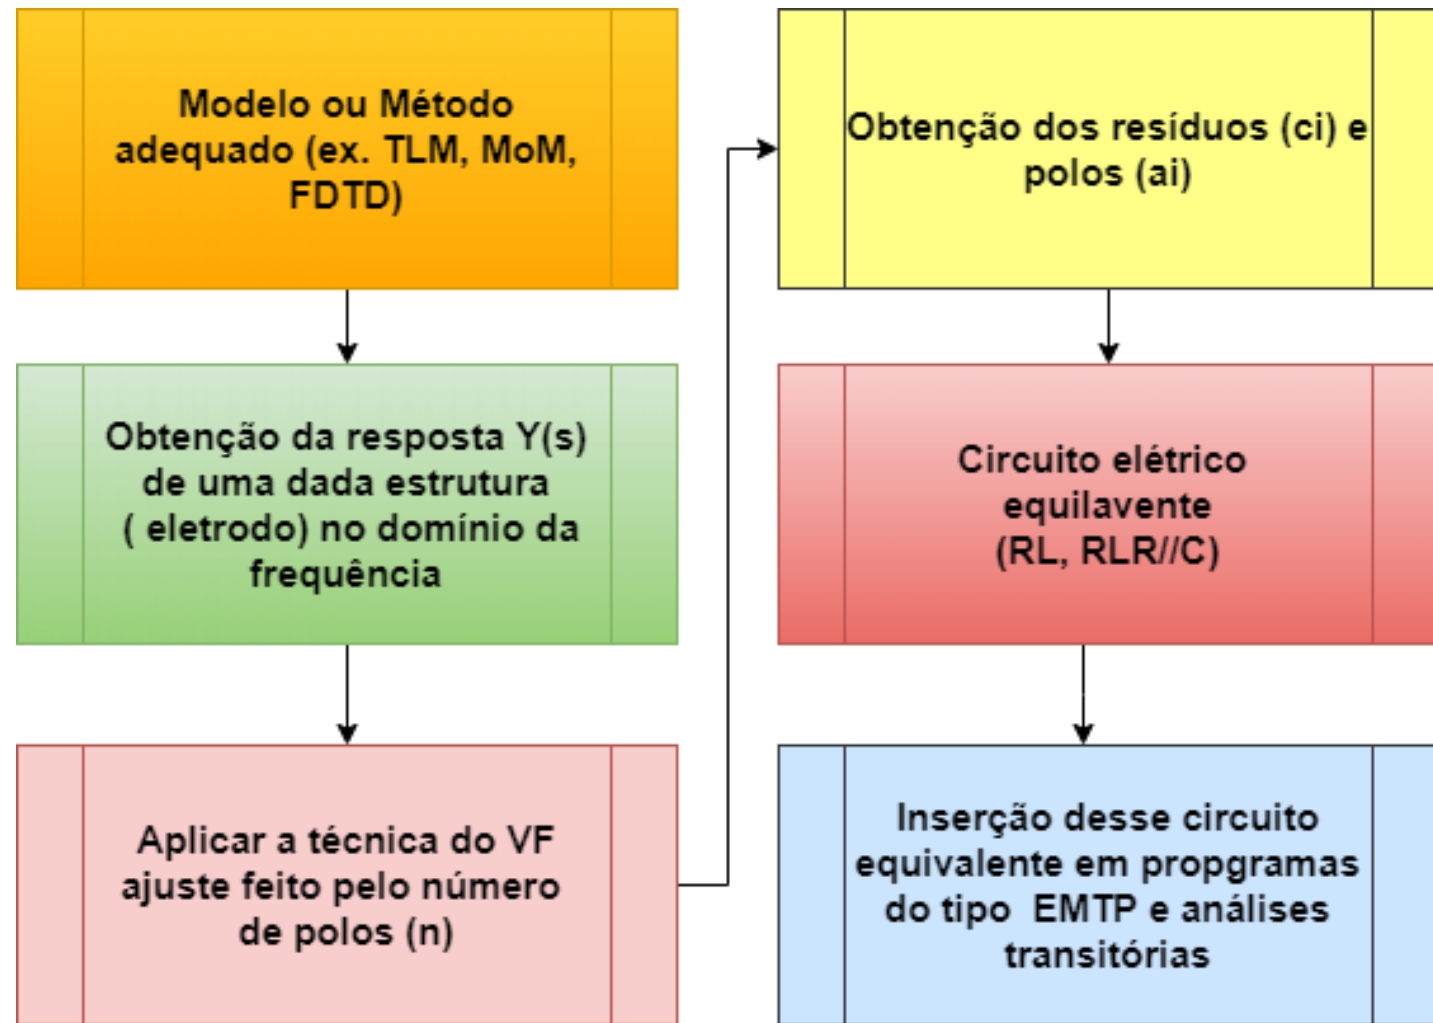 Modelo ou Método
adequado (ex. TLM, MoM,
FDTD)
Obtenção da resposta Y(s)
de uma dada estrutura
( eletrodo) no domínio da
frequência
Aplicar a técnica do VF
ajuste feito pelo número
de polos (n)
Obtenção dos resíduos (ci) e
polos (ai)
Circuito elétrico
equilavente
(RL, RLR//C)
Inserção desse circuito
equivalente em propgramas
do tipo  EMTP e análises
transitórias